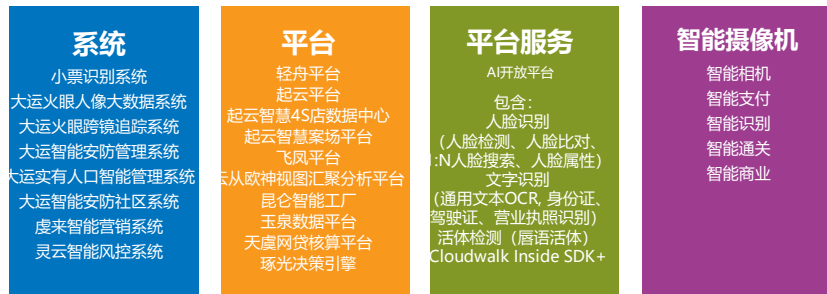 系统
小票识别系统
大运火眼人像大数据系统
大运火眼跨镜追踪系统
大运智能安防管理系统
大运实有人口智能管理系统
大运智能安防社区系统
虔来智能营销系统
灵云智能风控系统
平台
轻舟平台
起云平台
起云智慧4S店数据中心
起云智慧案场平台
飞凤平台
云从欧神视图汇聚分析平台
昆仑智能工厂
玉泉数据平台
天虞网贷核算平台
琢光决策引擎
平台服务
AI开放平台
包含：
人脸识别
（人脸检测、人脸比对、
1:N人脸搜索、人脸属性）
文字识别
（通用文本OCR, 身份证、
驾驶证、营业执照识别）
活体检测（唇语活体）
Cloudwalk Inside SDK+
智能摄像机
智能相机
智能支付
智能识别
智能通关
智能商业